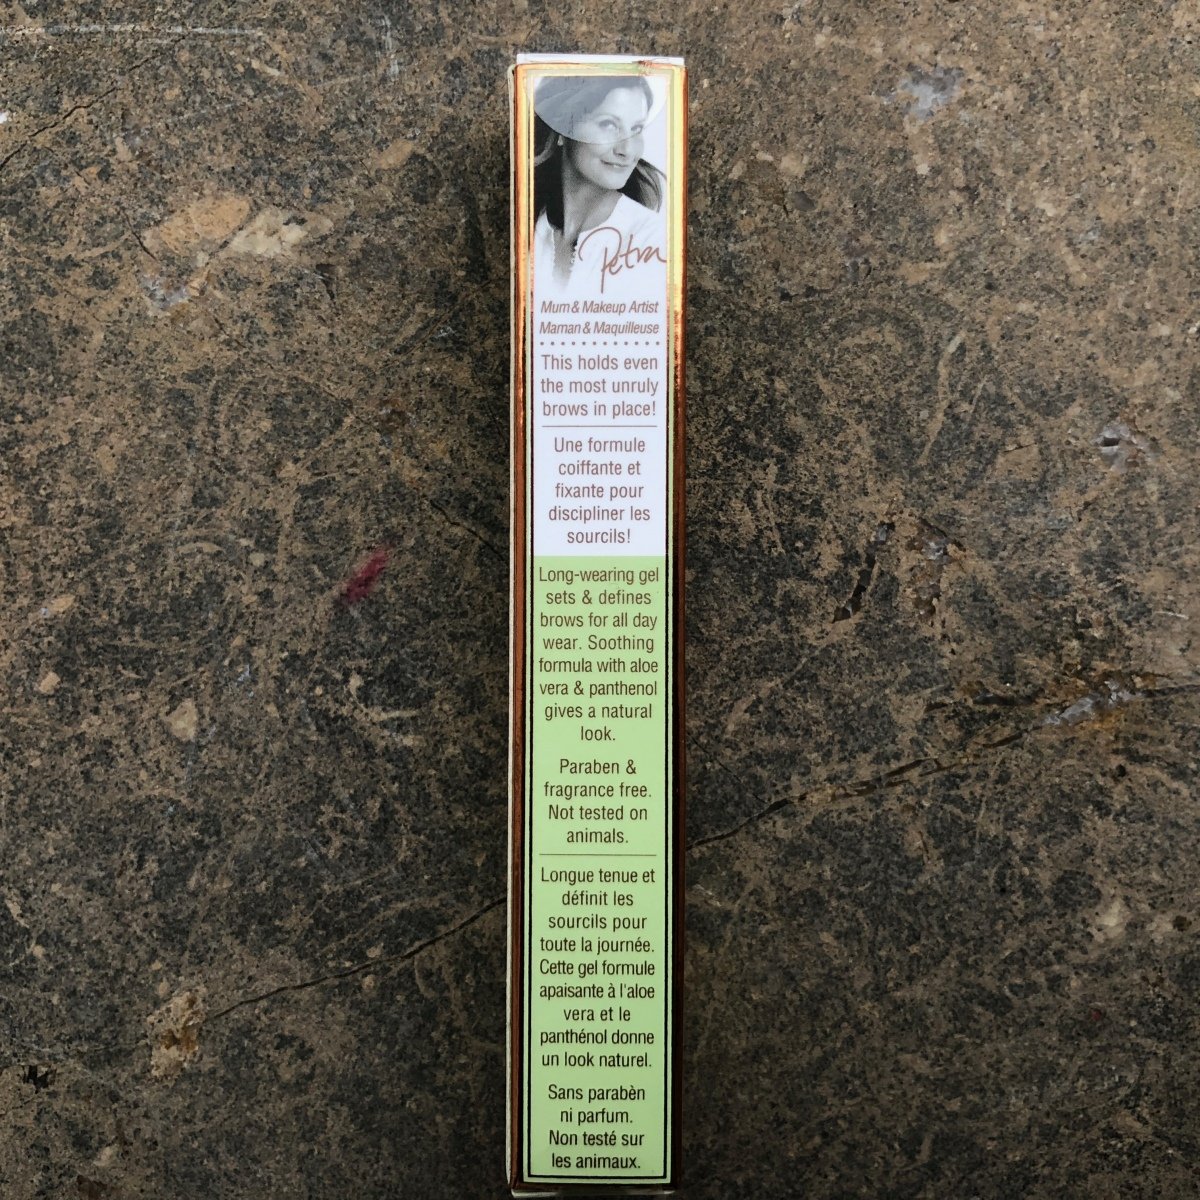 Petra
Mum & Makeup Artist
Maman & Maquilleuse
This holds even
the most unruly
brows in place!
Une formule
coiffante et
fixante pour
discipliner les
sourcils!
Long-wearing gel
sets & defines
brows for all day
wear. Soothing
formula with aloe
vera & panthenol
gives a natural
look.
Paraben &
fragrance free.
Not tested on
animals.
Longue tenue et
définit les
sourcils pour
toute la journée.
Cette gel formule
apaisante à l'aloe
vera et le
panthénol donne
un look naturel.
Sans parabèn
ni parfum.
Non testé sur
les animaux.